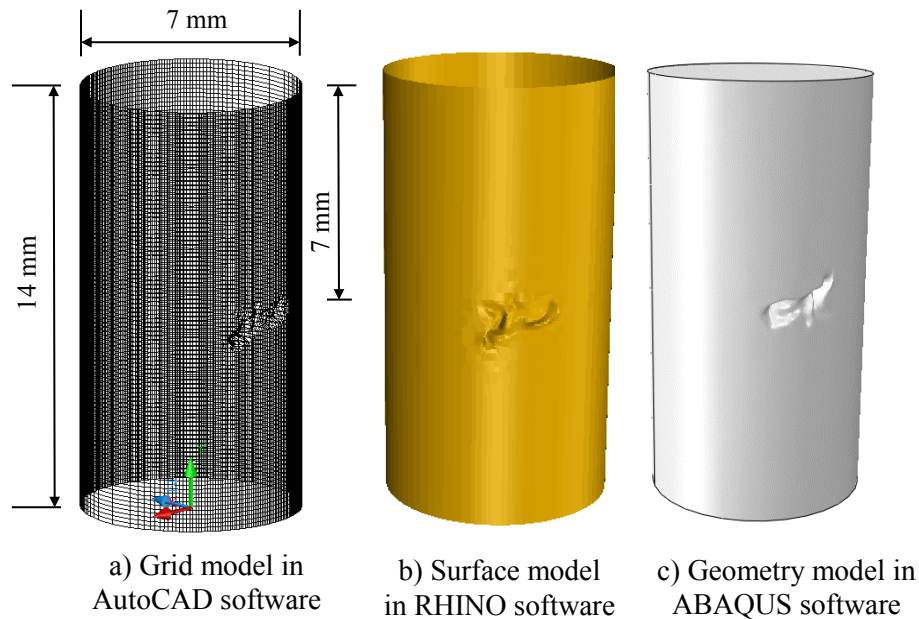 7 mm
14 mm
7 mm
a) Grid model in
AutoCAD software
b) Surface model
in RHINO software
c) Geometry model in
ABAQUS software